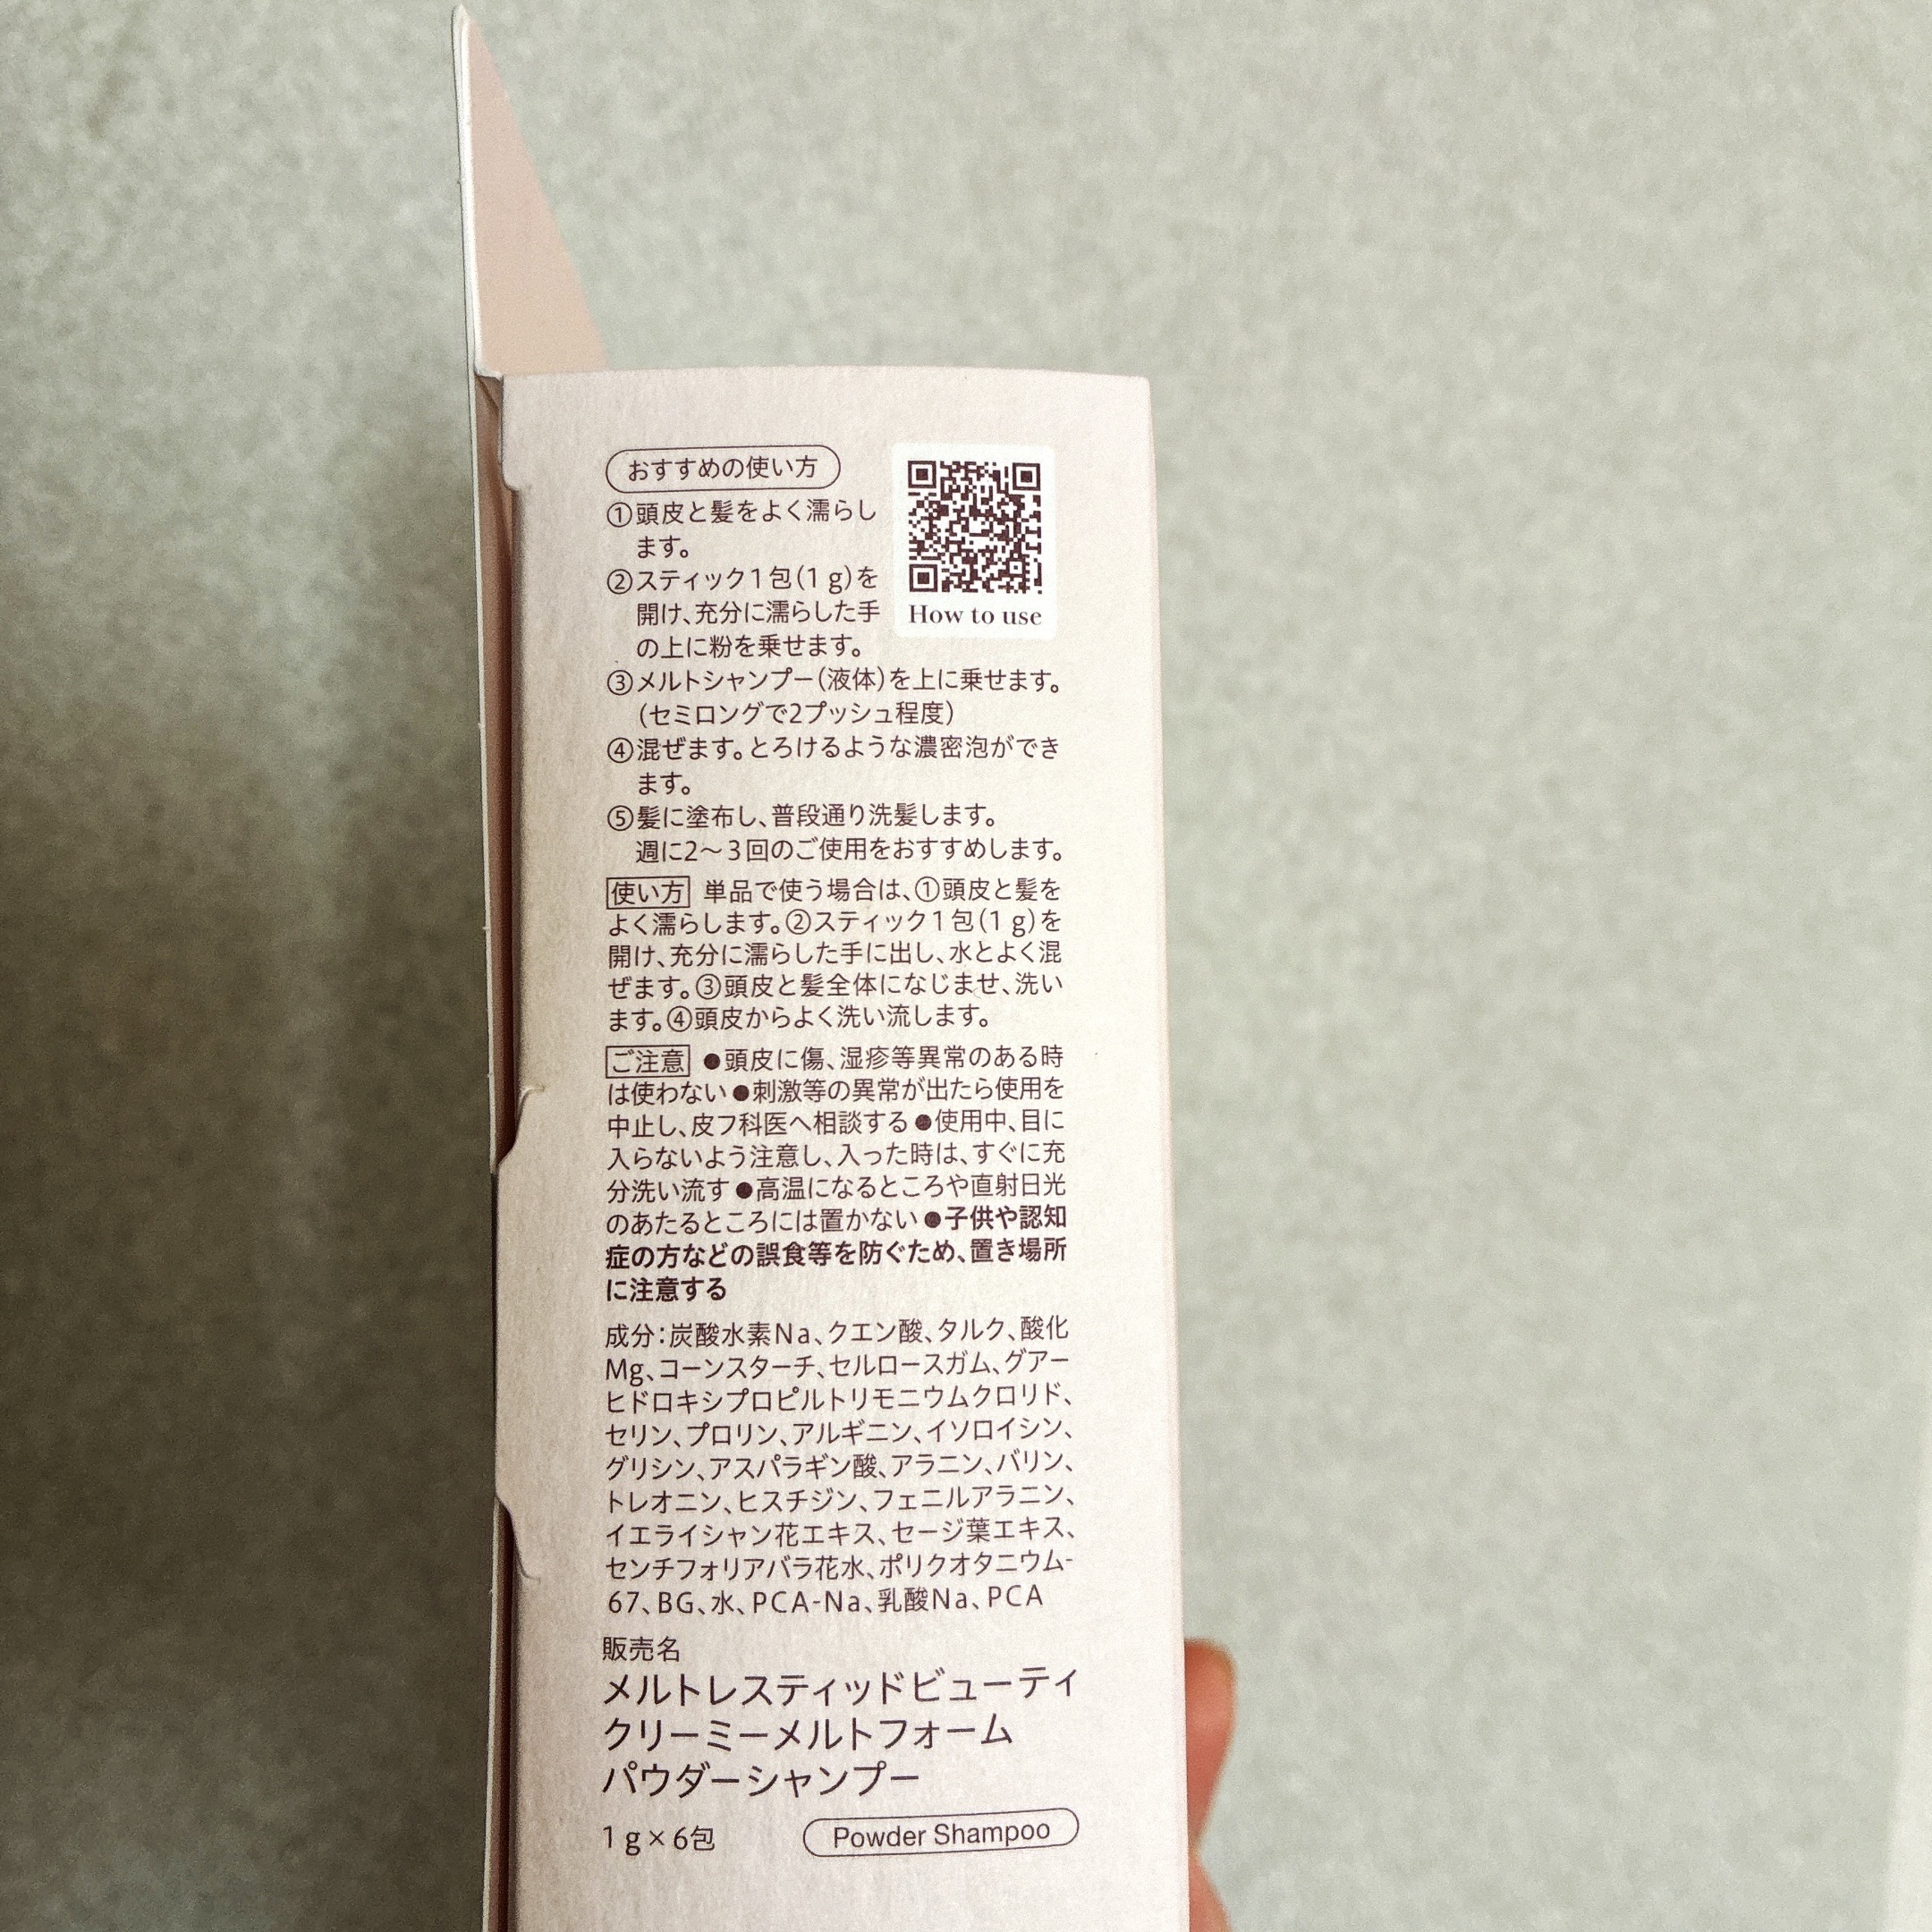 おすすめの使い方
①頭皮と髪をよく濡らし
ます。
②スティック1包(1 g)を
開け、充分に濡らした手
の上に粉を乗せます。
How to use
③メルトシャンプー(液体)を上に乗せます。
(セミロングで2プッシュ程度)
④混ぜます。とろけるような濃密泡ができ
ます。
⑤髪に塗布し、普段通り洗髪します。
週に2〜3回のご使用をおすすめします。
使い方 単品で使う場合は、①頭皮と髪を
よく濡らします。②スティック1包(1 g)を
開け、充分に濡らした手に出し、水とよく混
ぜます。③頭皮と髪全体になじませ、洗い
ます。④頭皮からよく洗い流します。
ご注意 ●頭皮に傷、湿疹等異常のある時
は使わない●刺激等の異常が出たら使用を
中止し、皮フ科医へ相談する●使用中、目に
入らないよう注意し、入った時は、すぐに充
分洗い流す●高温になるところや直射日光
のあたるところには置かない●子供や認知
症の方などの誤食等を防ぐため、置き場所
に注意する
成分:炭酸水素Na、クエン酸、タルク、酸化
Mg、コーンスターチ、セルロースガム、グアー
ヒドロキシプロピルトリモニウムクロリド、
セリン、プロリン、アルギニン、イソロイシン、
グリシン、アスパラギン酸、アラニン、バリン、
トレオニン、ヒスチジン、フェニルアラニン、
イエライシャン花エキス、セージ葉エキス、
センチフォリアバラ花水、ポリクオタニウム-
67、BG、水、PCA-Na、乳酸Na、PCA
販売名
メルトレスティッドビューティ
クリーミーメルトフォーム
パウダーシャンプー
1 g×6包
Powder Shampoo